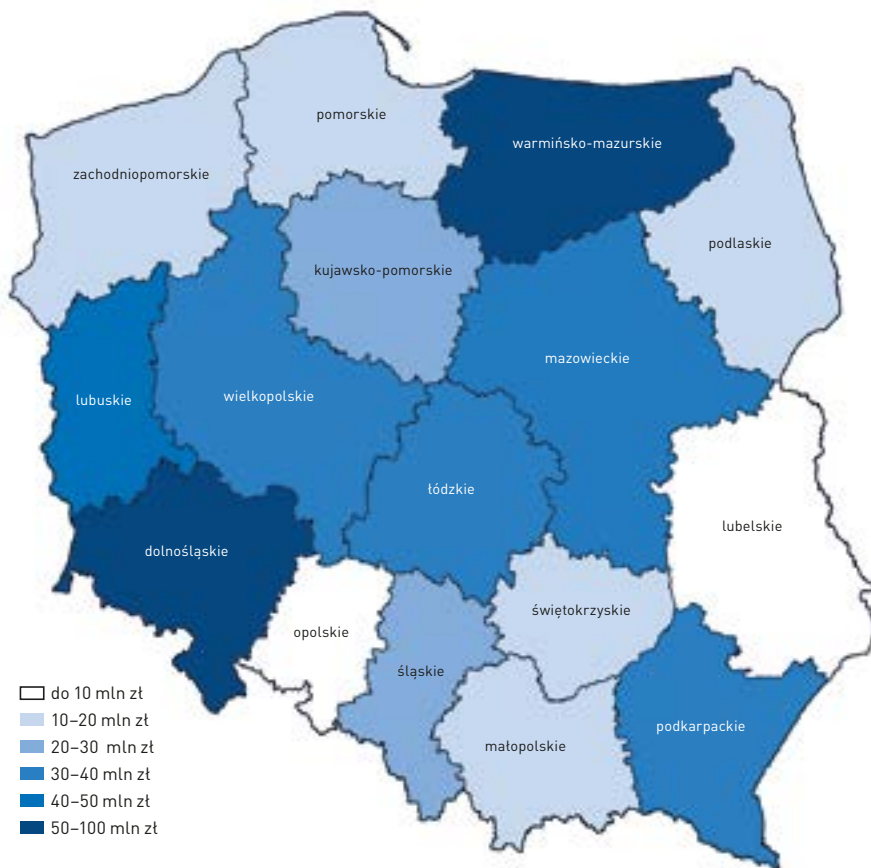 pomorskie
warmińsko-mazurskie
zachodniopomorskie
podlaskie
kujawsko-pomorskie
mazowieckie
lubuskie
wielkopolskie
łódzkie
lubelskie
dolnośląskie
świętokrzyskie
opolskie
śląskie
podkarpackie
małopolskie
do 10 mln zł
10–20 mln zł
20–30 mln zł
30–40 mln zł
40–50 mln zł
50–100 mln zł